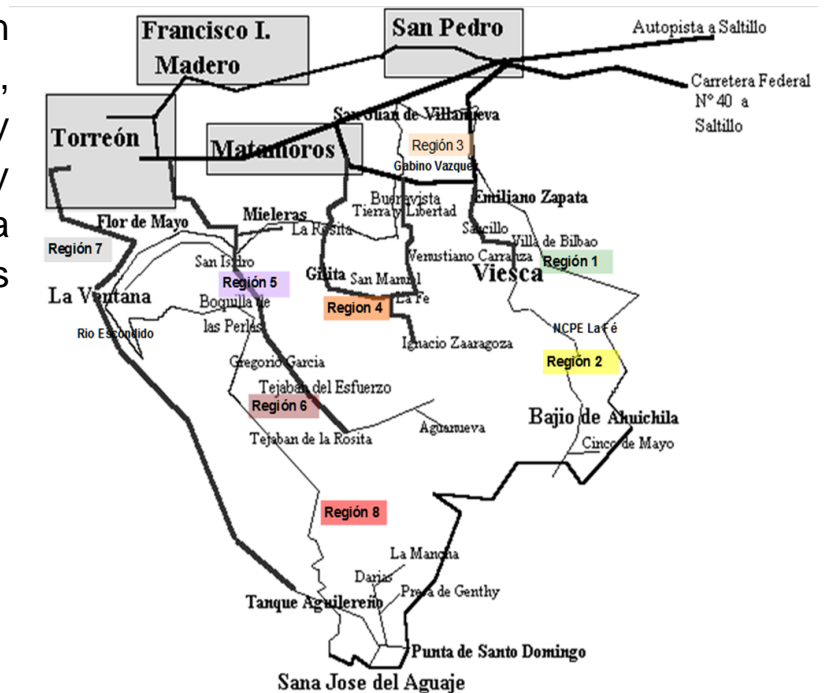 n
,
y
y
a
s
Francisco I.
Madero
San Pedro
Autopista a Saltillo
Carretera Federal
N° 40 a
Saltillo
Torreón
Matamoros
San Juan de Villanueva
Región 3
Gabino Vazquez
Buenavista
Tierra y Libertad
Emiliano Zapata
Flor de Mayo
Mieleras
La Rosita
Saucillo
Villa de Bilbao
Región 7
San Isidro
Venustiano Carranza
Región 1
Región 5
Gilita
San Manuel
Viesca
La Ventana
Boquilla de
las Perlas
Region 4
La Fe
Rio Escondido
NCPE La Fé
Ignacio Zaaragoza
Gregorio Garcia
Región 2
Tejaban del Esfuerzo
Región 6
Bajio de Ahuichila
Aguanueva
Tejaban de la Rosita
Cinco de Mayo
Región 8
La Mancha
Darias
Presa de Genthy
Tanque Aguilereño
Punta de Santo Domingo
Sana Jose del Aguaje